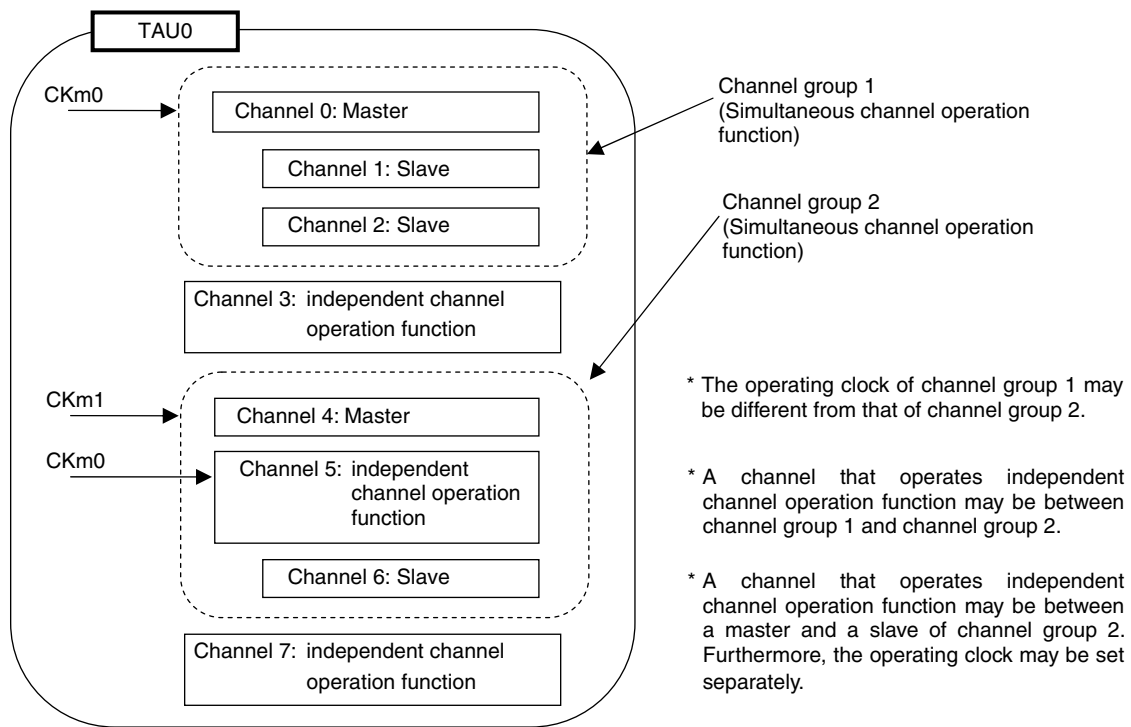 TAU0
CKm0
Channel 0: Master
Channel 1: Slave
Channel 2: Slave
Channel group 1
(Simultaneous channel operation
function)
Channel group 2
(Simultaneous channel operation
function)
Channel 3: independent channel
operation function
CKm1
Channel 4: Master
CKm0
Channel 5: independent
channel operation
function
Channel 6: Slave
Channel 7: independent channel
operation function
* The operating clock of channel group 1 may
be different from that of channel group 2.
* A channel that operates independent
channel operation function may be between
channel group 1 and channel group 2.
* A channel that operates independent
channel operation function may be between
a master and a slave of channel group 2.
Furthermore, the operating clock may be set
separately.